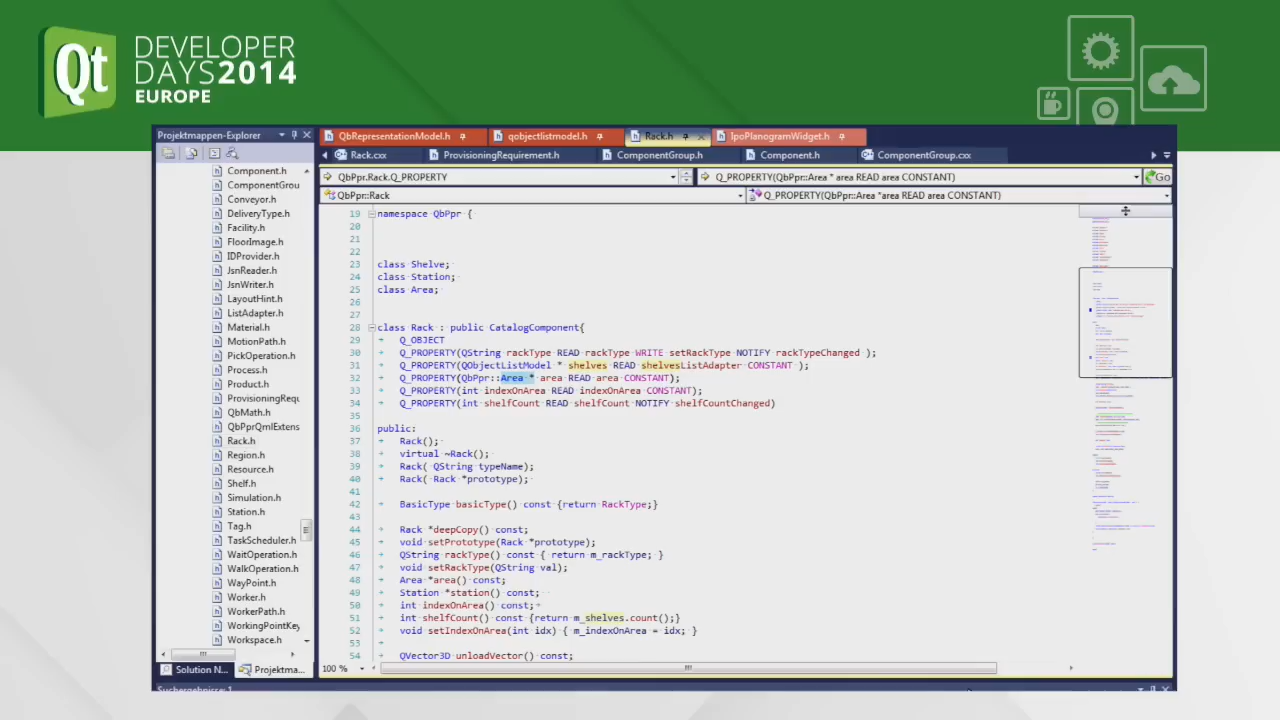 Qt
DEVELOPER
DAYS2014
EUROPE
Projektmappen-Explorer
QbRepresentationModel.h
qobjectlistmodel.h
Rack.h
IpoPlanogramWidget.h
Rack.cxx
ProvisioningRequirement.h
ComponentGroup.h
Component.h
ComponentGroup.cxx
QbPpr.Rack.Q_PROPERTY
Q_PROPERTY(QbPpr::Area * area READ area CONSTANT)
Go
QbPpr::Rack
Q_PROPERTY(QbPpr::Area *area READ area CONSTANT)
Component.h
ComponentGrou
Conveyor.h
DeliveryType.h
Facility.h
FloorImage.h
IDProvider.h
JsnReader.h
JsnWriter.h
LayoutHint.h
ListAdapter.h
Material.h
MotionPath.h
PickOperation.h
Process.h
Product.h
ProvisioningRequ
QbMath.h
QbPprQmlExtens
Rack.h
Region.h
Resource.h
Shelf.h
Simulation.h
Station.h
Tag.h
TaskScheduler.h
WaitOperation.h
WalkOperation.h
WayPoint.h
Worker.h
WorkerPath.h
WorkingPointKey
Workspace.h
Solution N...
Projektma...
19 namespace QbPpr {
20
21
22
23 class Shelve;
24 class Station;
25 class Area;
26
27
28 class Rack : public CatalogComponent{
29 Q_OBJECT
30 Q_PROPERTY(QString rackType READ rackType WRITE setRackType NOTIFY rackTypeChanged );
31 Q_PROPERTY(QObjectListModel * shelves READ shelvesListAdapter CONSTANT );
32 Q_PROPERTY(QbPpr::Area * area READ area CONSTANT);
33 Q_PROPERTY(int indexOnArea READ indexOnArea CONSTANT);
34 Q_PROPERTY(int shelfCount READ shelfCount NOTIFY shelfCountChanged)
35
36 public:
37 Rack();
38 virtual ~Rack();
39 Rack( QString typeName);
40 Rack( Rack *prototype);
41
42 BasicType basicType() const {return RackType;}
43
44 Rack *deepCopy() const;
45 void setPrototype(Rack *prototype);
46 QString rackType() const { return m_rackType; }
47 void setRackType(QString val);
48 Area *area() const;
49 Station *station() const;
50 int indexOnArea() const;
51 int shelfCount() const {return m_shelves.count();}
52 void setIndexOnArea(int idx) { m_indexOnArea = idx; }
53
54 QVector3D unloadVector() const;
100 %
Suchergebnisse: 1